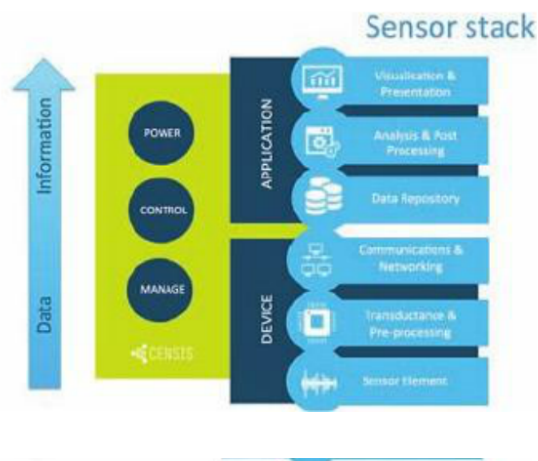 Sensor stack
Information
Data
POWER
CONTROL
MANAGE
CENSIS
APPLICATION
DEVICE
Visualisation &
Presentation
Analysis & Post
Processing
Data Repository
Communications &
Networking
Transductance &
Pre-processing
Sensor Element